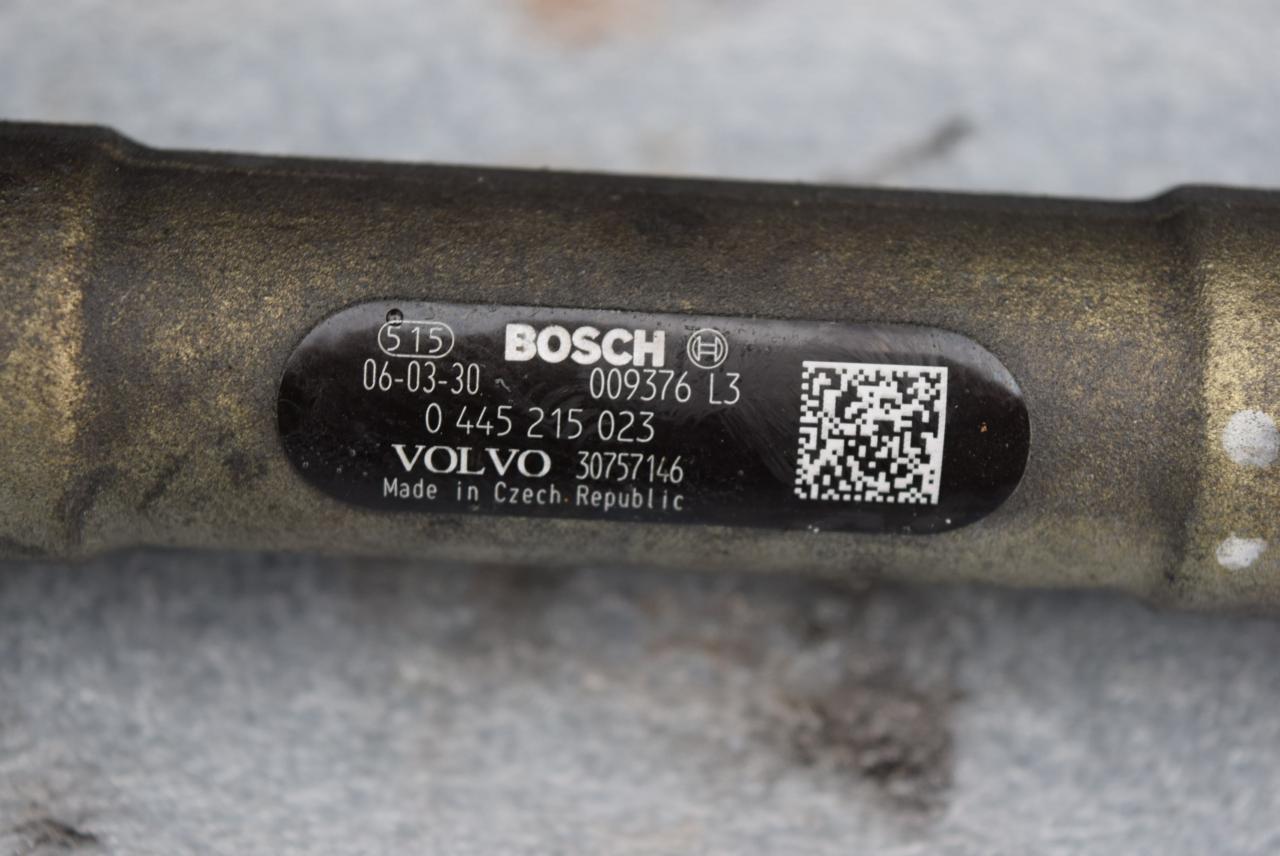 515 BOSCH
06-03-30 009376 L3
0 445 215 023
VOLVO 30757146
Made in Czech Republic